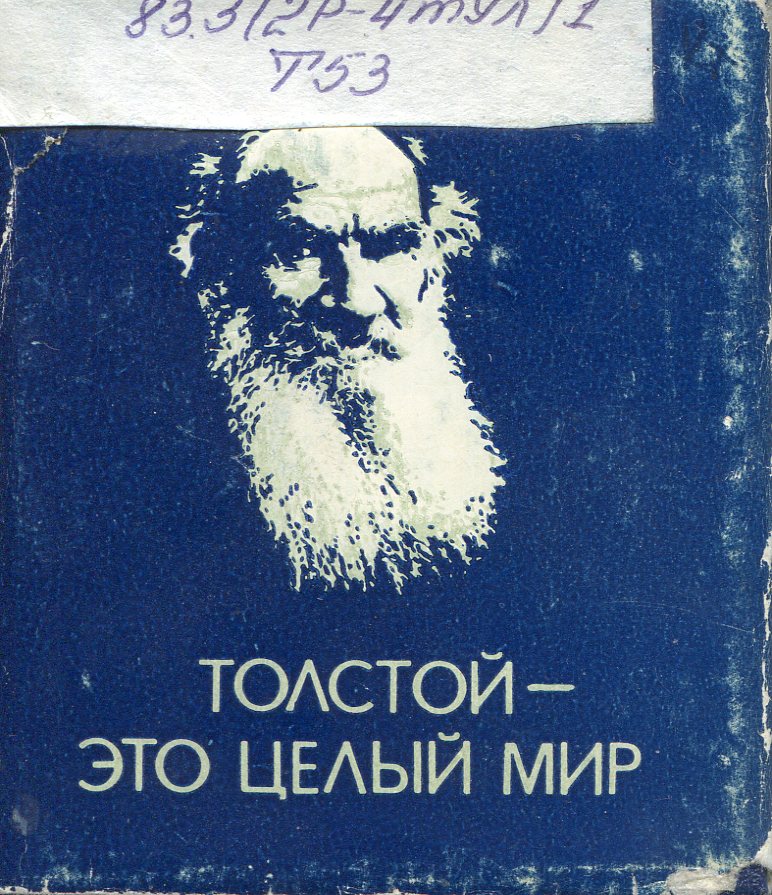 83.3(2Р-4тул)1
Т53
ТОЛСТОЙ –
ЭТО ЦЕЛЫЙ МИР